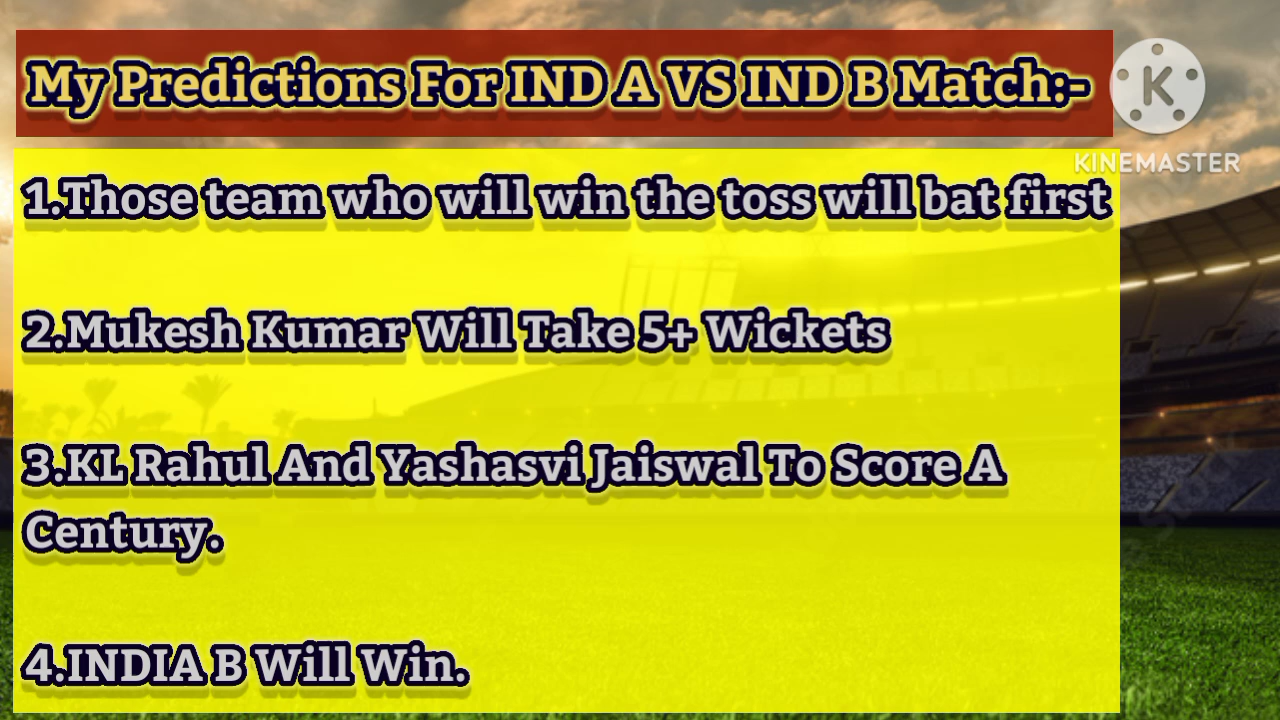 My Predictions For IND A VS IND B Match:-
K
KINEMASTER
1.Those team who will win the toss will bat first
2.Mukesh Kumar Will Take 5+ Wickets
3.KL Rahul And Yashasvi Jaiswal To Score A
Century.
4.INDIA B Will Win.